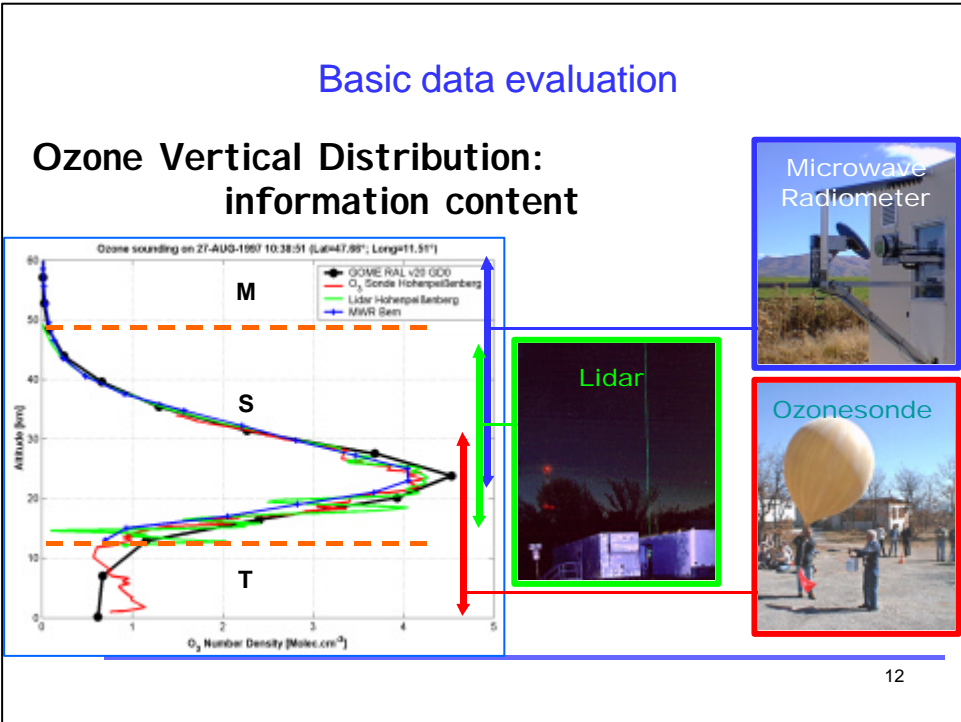 Basic data evaluation
Ozone Vertical Distribution:
information content
Microwave
Radiometer
Ozone sounding on 27-AUG-1997 10:38:51 (Lat=47.66°; Long=11.51°)
GOME RAL v20 GD0
O3 Sonde Hohenpeißenberg
Lidar Hohenpeißenberg
MWR Bern
60
50
40
30
20
10
0
Altitude [km]
M
S
T
0 1 2 3 4 5
O3 Number Density [Molec.cm-3]
Lidar
Ozonesonde
12